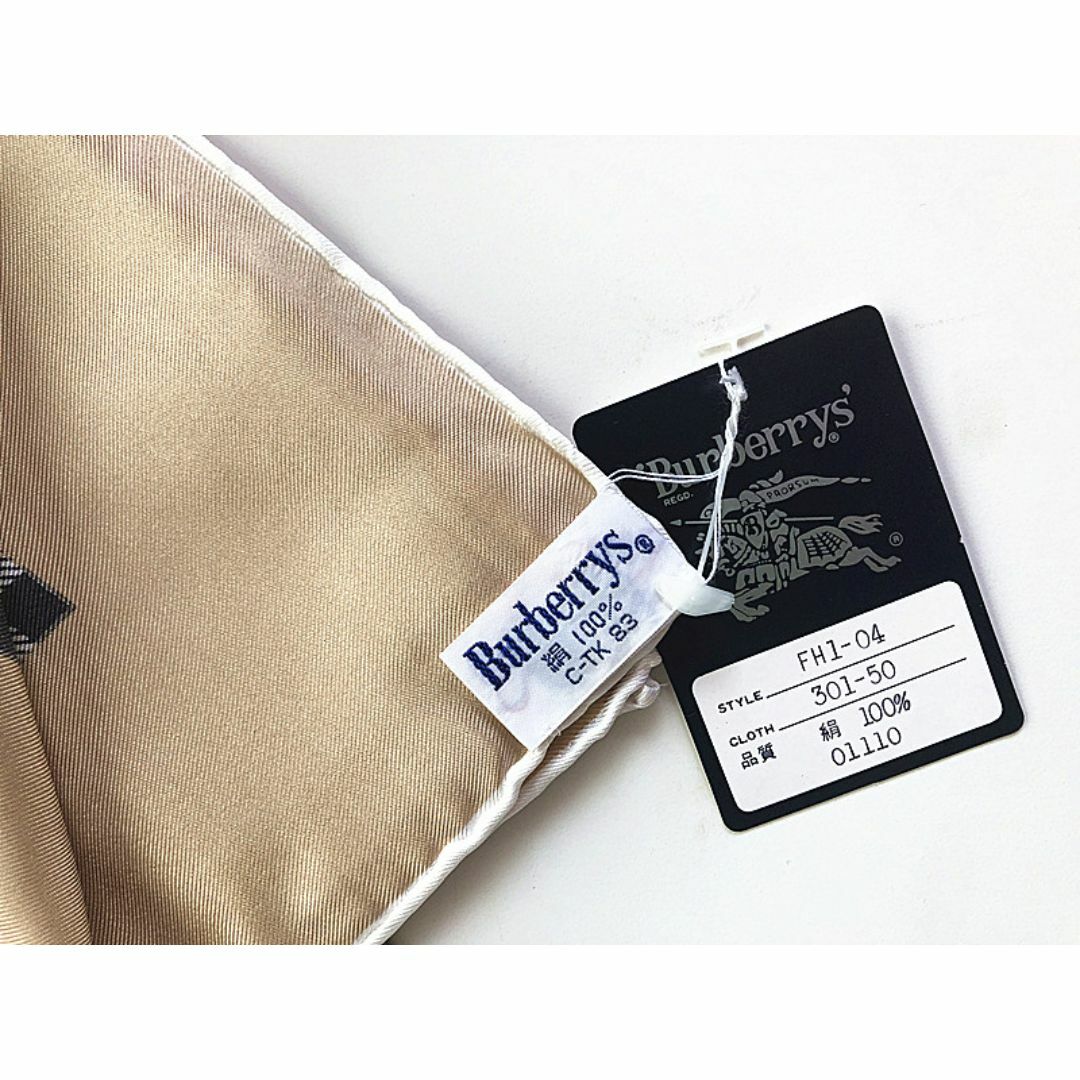 Burberrys®
絹 100%
C-TK 83
Burberrys'®
REGD.
PRORSUM
®
STYLE FH1-04
CLOTH 301-50
品質 絹 100%
01110